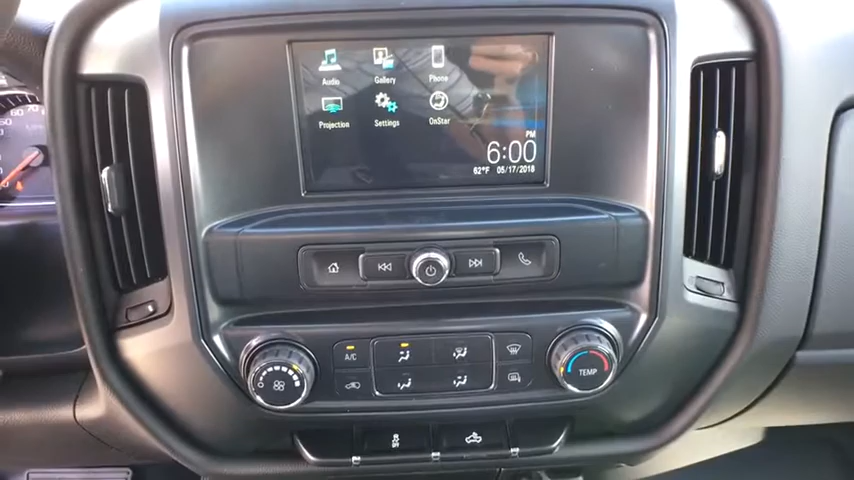 Audio
Gallery
Phone
Projection
Settings
OnStar
PM
6:00
62°F 05/17/2018
A/C
TEMP